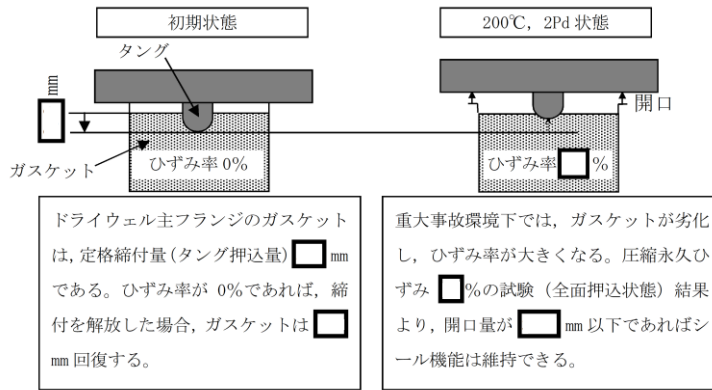 初期状態
200℃，2Pd 状態
タング
mm
開口
ガスケット
ひずみ率 0%
ひずみ率 %
ドライウェル主フランジのガスケット
は，定格締付量(タング押込量) mm
である。ひずみ率が 0%であれば，締
付を解放した場合，ガスケットは
mm 回復する。
重大事故環境下では，ガスケットが劣化
し，ひずみ率が大きくなる。圧縮永久ひ
ずみ %の試験（全面押込状態）結果
より，開口量が mm 以下であればシ
ール機能は維持できる。